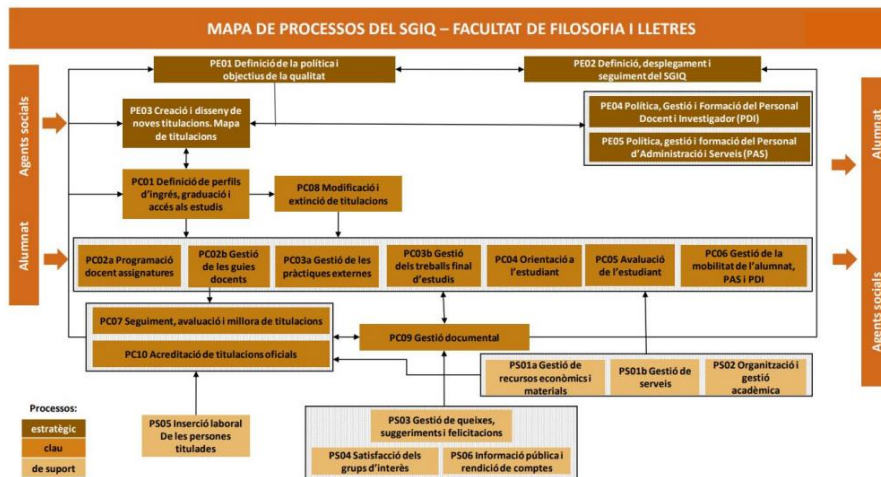 MAPA DE PROCESSOS DEL SGIQ – FACULTAT DE FILOSOFIA I LLETRES
PE01 Definició de la política i
objectius de la qualitat
PE02 Definició, desplegament i
seguiment del SGIQ
Agents socials
Alumnat
PE03 Creació i disseny de
noves titulacions. Mapa
de titulacions
PE04 Política, Gestió i Formació del Personal
Docent i Investigador (PDI)
PE05 Política, gestió i formació del Personal
d'Administració i Serveis (PAS)
Alumnat
Agents socials
PC01 Definició de perfils
d'ingrés, graduació i
accés als estudis
PC08 Modificació i
extinció de titulacions
PC02a Programació
docent assignatures
PC02b Gestió
de les guies
docents
PC03a Gestió de les
pràctiques externes
PC03b Gestió
dels treballs final
d'estudis
PC04 Orientació a
l'estudiant
PC05 Avaluació
de l'estudiant
PC06 Gestió de la
mobilitat de l'alumnat,
PAS i PDI
PC07 Seguiment, avaluació i millora de titulacions
PC10 Acreditació de titulacions oficials
PC09 Gestió documental
PS01a Gestió de
recursos econòmics i
materials
PS01b Gestió de
serveis
PS02 Organització i
gestió
acadèmica
PS05 Inserció laboral
De les persones
titulades
PS03 Gestió de queixes,
suggeriments i felicitacions
PS04 Satisfacció dels
grups d'interès
PS06 Informació pública i
rendició de comptes
Processos:
estratègic
clau
de suport